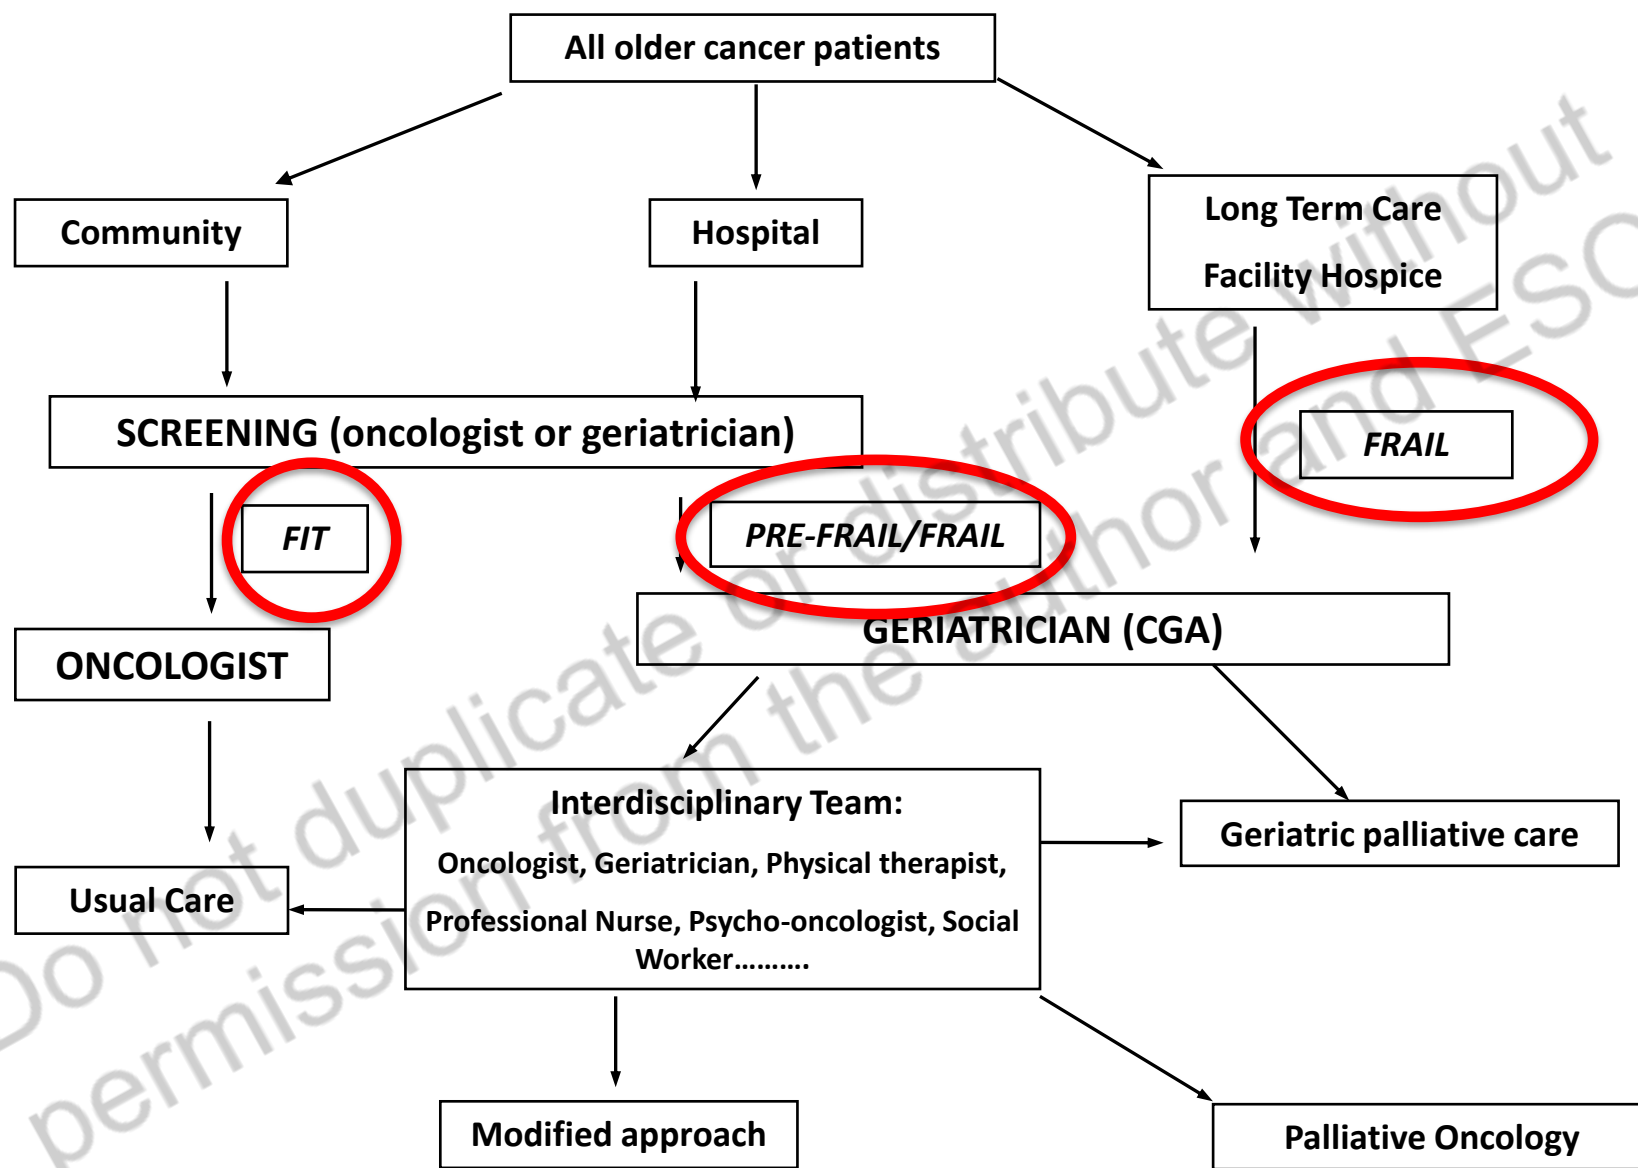 All older cancer patients
Community
Hospital
Long Term Care
Facility Hospice
SCREENING (oncologist or geriatrician)
FRAIL
FIT
PRE-FRAIL/FRAIL
GERIATRICIAN (CGA)
ONCOLOGIST
Interdisciplinary Team:
Oncologist, Geriatrician, Physical therapist,
Professional Nurse, Psycho-oncologist, Social
Worker……….
Geriatric palliative care
Usual Care
Modified approach
Palliative Oncology
Do not duplicate or distribute without
permission from the author and ESO